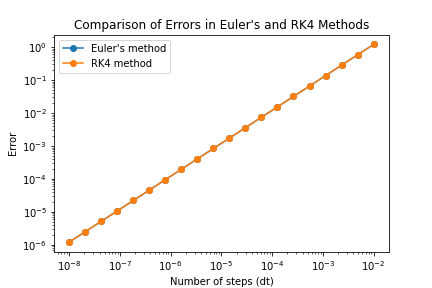 Comparison of Errors in Euler's and RK4 Methods
Euler's method
RK4 method
10⁰
10⁻¹
10⁻²
10⁻³
10⁻⁴
10⁻⁵
10⁻⁶
Error
10⁻⁸ 10⁻⁷ 10⁻⁶ 10⁻⁵ 10⁻⁴ 10⁻³ 10⁻²
Number of steps (dt)